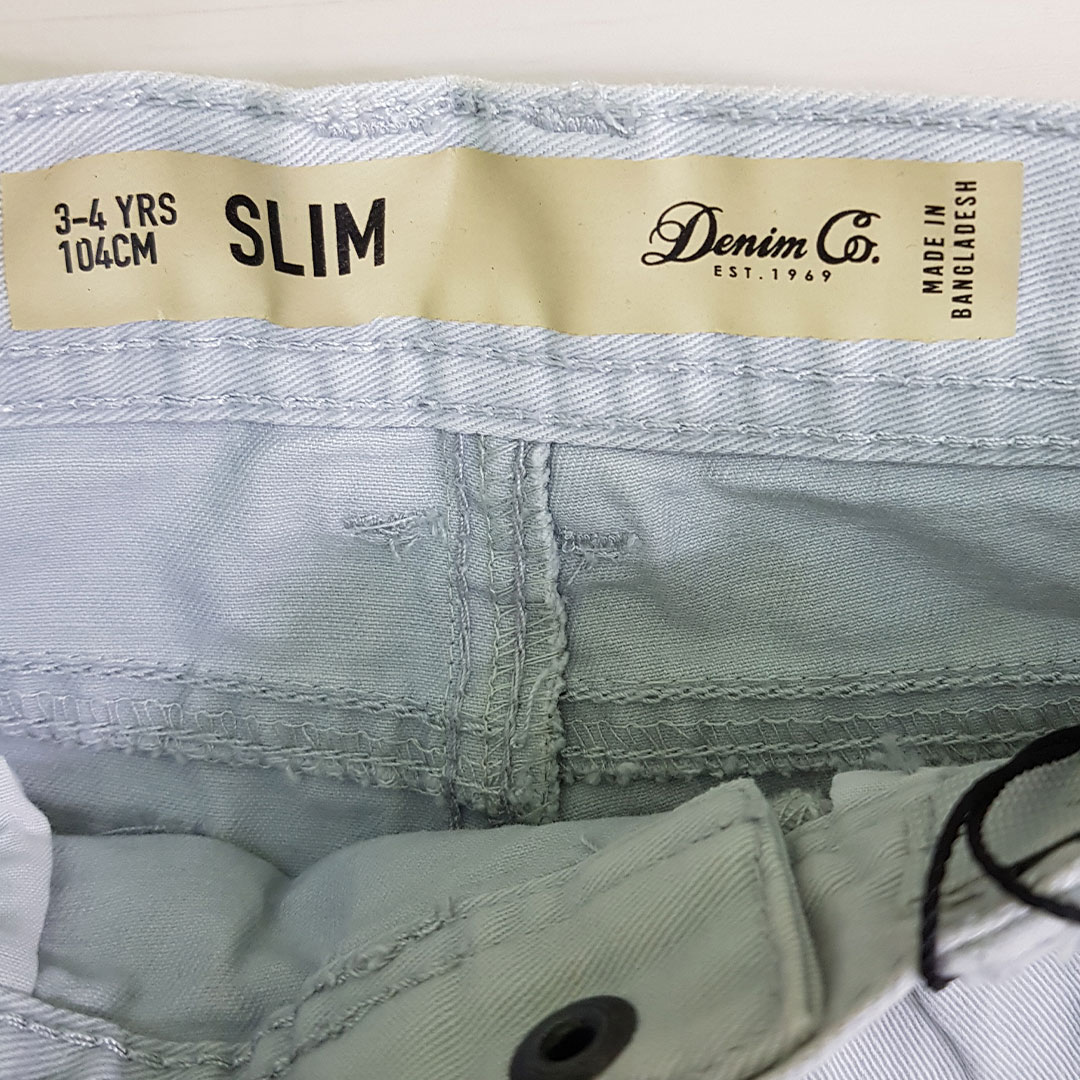 3-4 YRS
104CM
SLIM
Denim Co.
EST. 1969
MADE IN
BANGLADESH